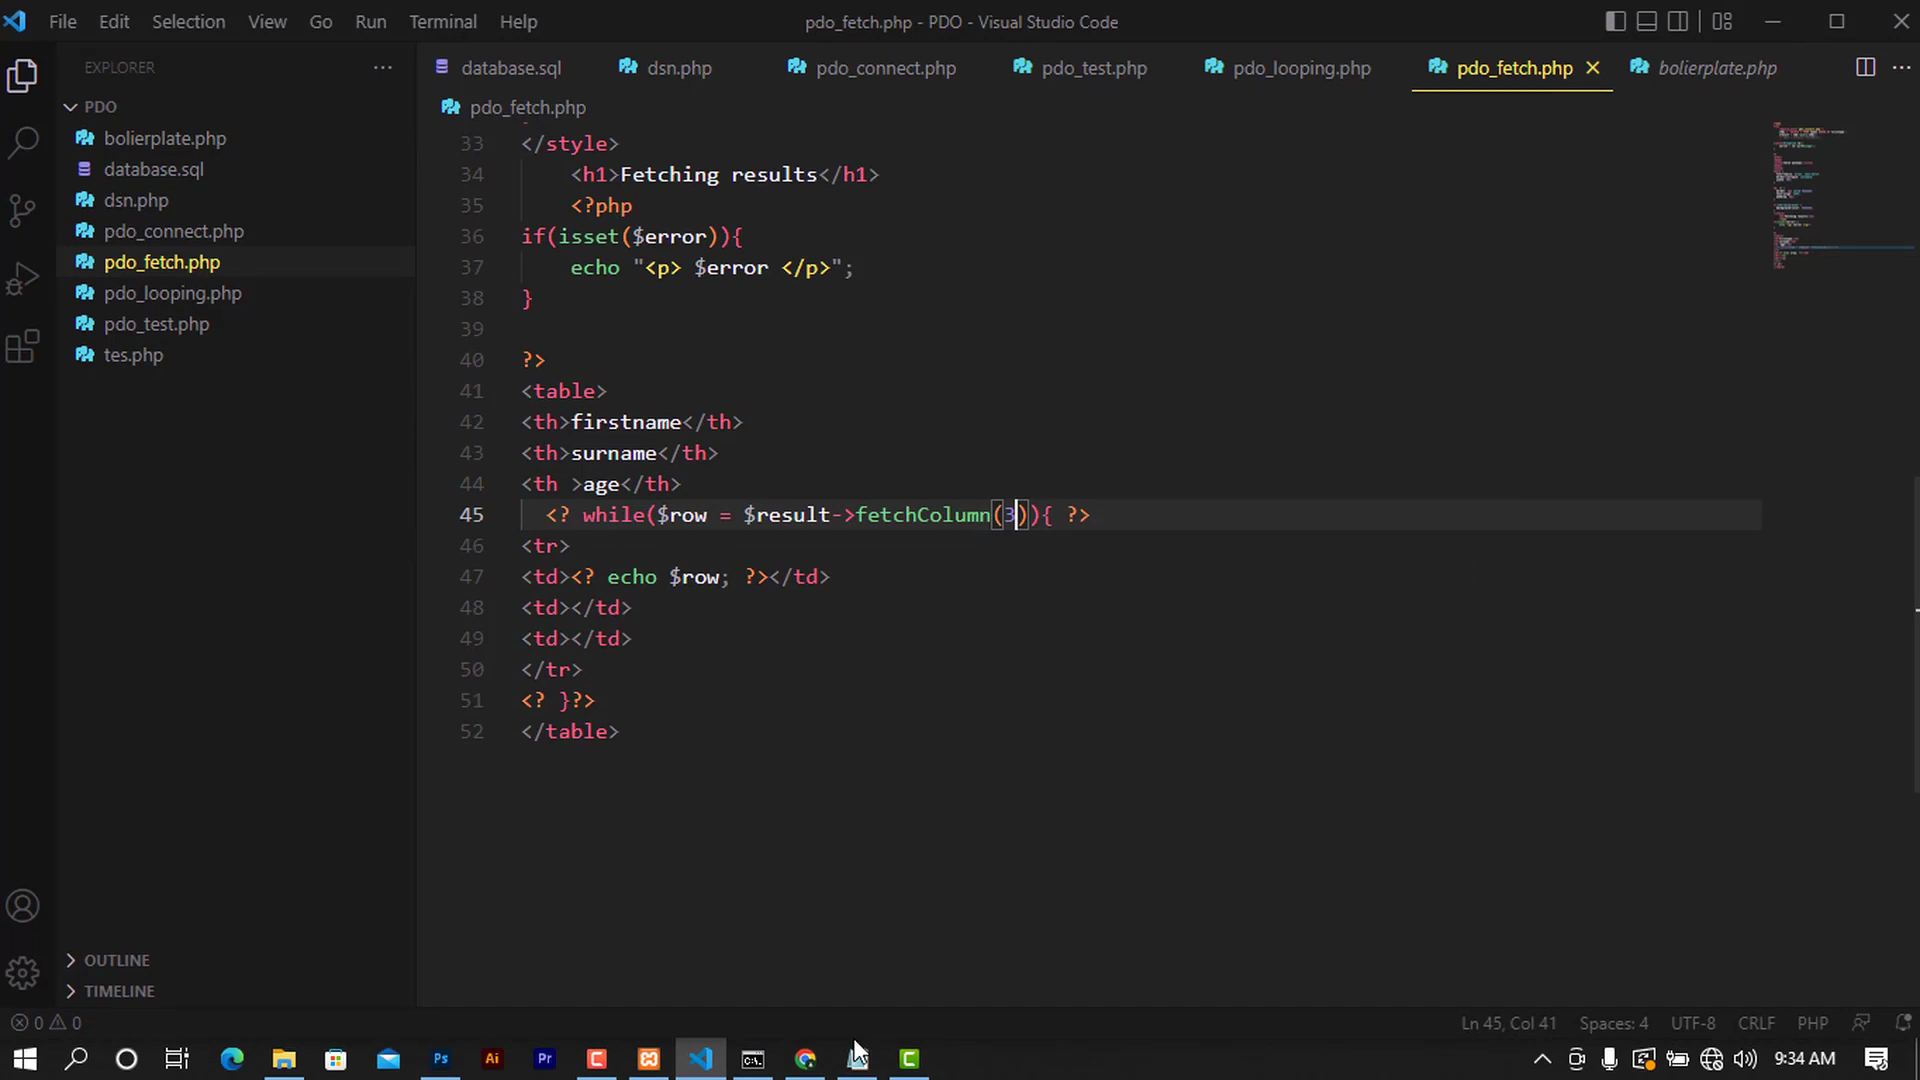 File Edit Selection View Go Run Terminal Help
pdo_fetch.php - PDO - Visual Studio Code
EXPLORER
PDO
bolierplate.php
database.sql
dsn.php
pdo_connect.php
pdo_fetch.php
pdo_looping.php
pdo_test.php
tes.php
OUTLINE
TIMELINE
database.sql dsn.php pdo_connect.php pdo_test.php pdo_looping.php pdo_fetch.php bolierplate.php
pdo_fetch.php
33 </style>
34 <h1>Fetching results</h1>
35 <?php
36 if(isset($error)){
37 echo "<p> $error </p>";
38 }
39
40 ?>
41 <table>
42 <th>firstname</th>
43 <th>surname</th>
44 <th >age</th>
45 <? while($row = $result->fetchColumn(3)){ ?>
46 <tr>
47 <td><? echo $row; ?></td>
48 <td></td>
49 <td></td>
50 </tr>
51 <? }?>
52 </table>
0 0
Ln 45, Col 41 Spaces: 4 UTF-8 CRLF PHP
Ps Ai Pr
9:34 AM